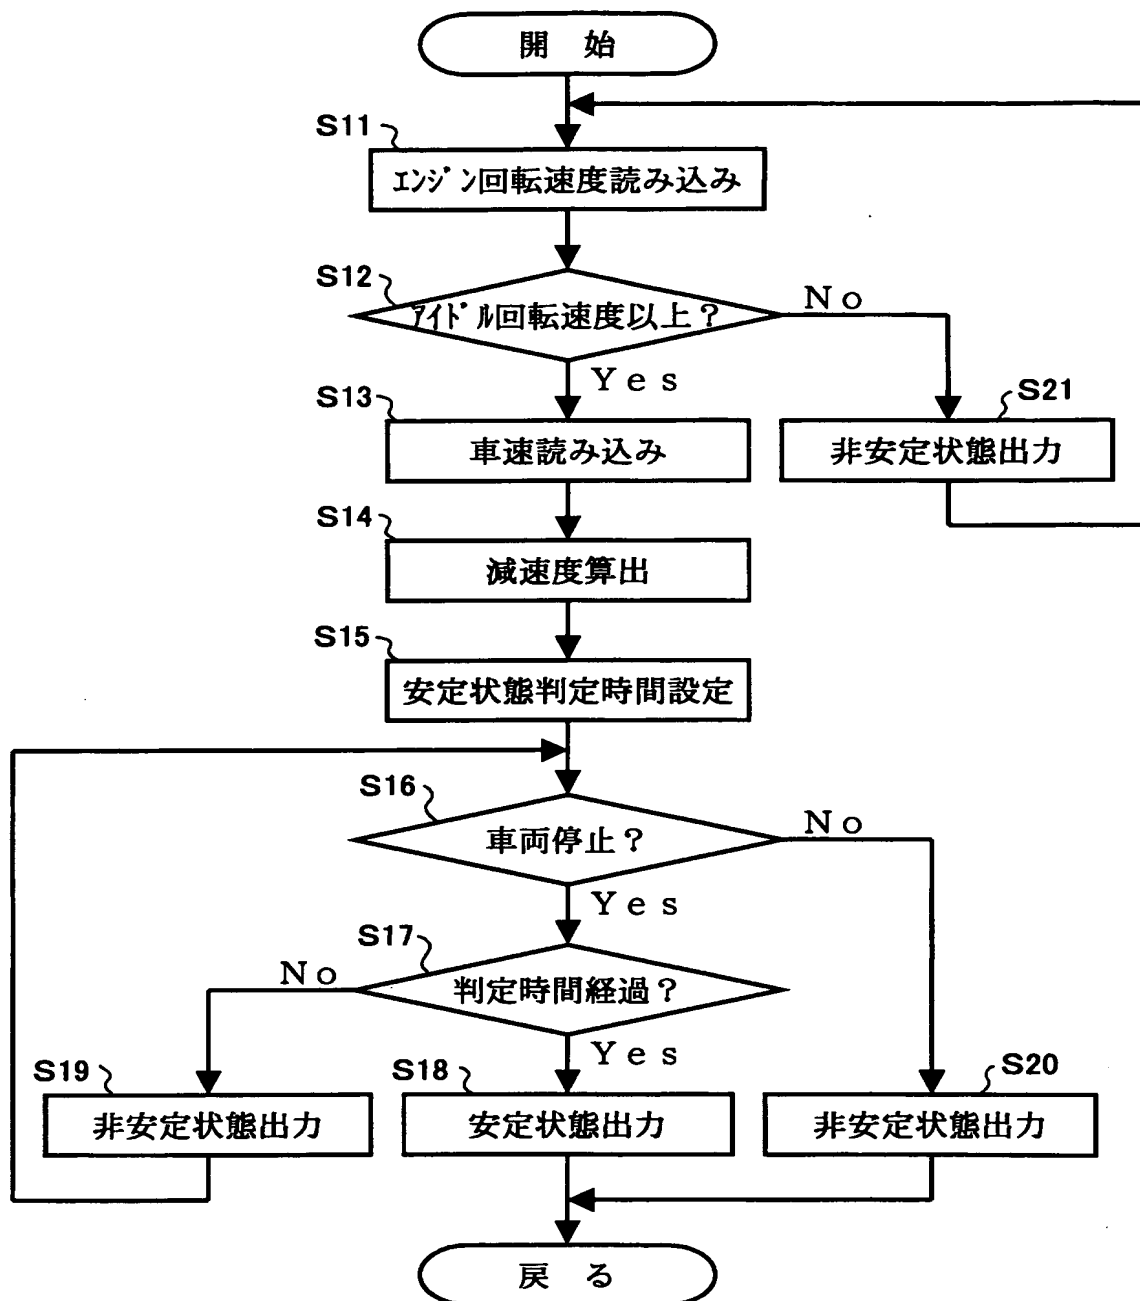 開 始
S11
ｴﾝｼﾞﾝ回転速度読み込み
S12
ｱｲﾄﾞﾙ回転速度以上？
No
Yes
S13
車速読み込み
S21
非安定状態出力
S14
減速度算出
S15
安定状態判定時間設定
S16
車両停止？
No
Yes
S17
判定時間経過？
No
Yes
S19
非安定状態出力
S18
安定状態出力
S20
非安定状態出力
戻 る